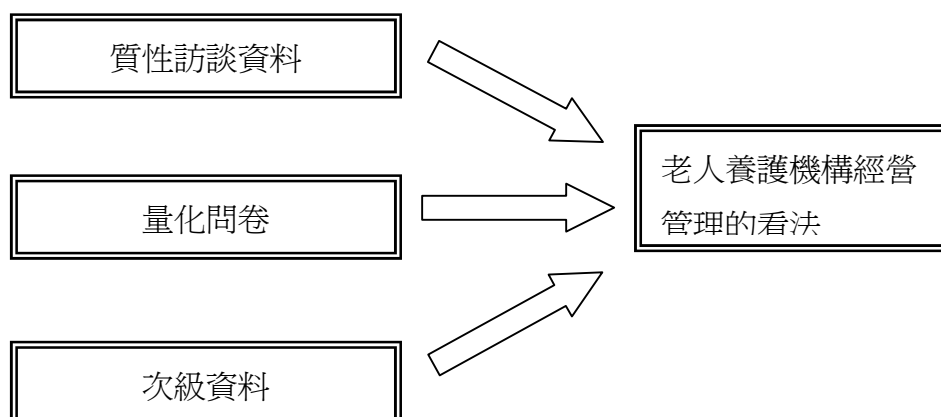 質性訪談資料
量化問卷
次級資料
老人養護機構經營
管理的看法